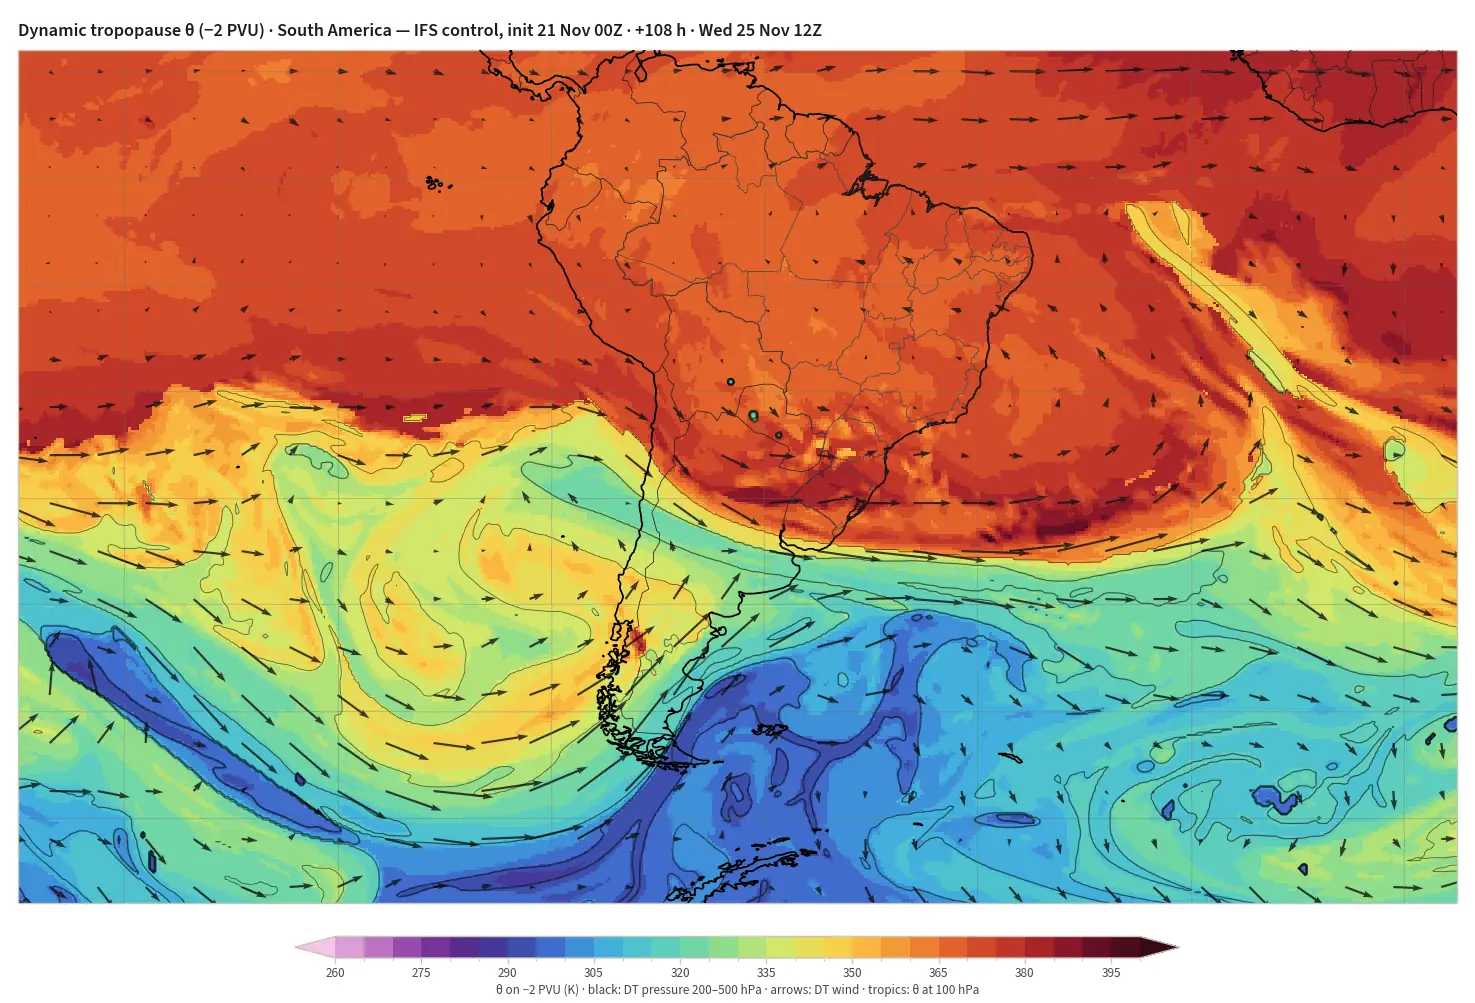 Dynamic tropopause θ (−2 PVU) · South America — IFS control, init 21 Nov 00Z · +108 h · Wed 25 Nov 12Z
260 275 290 305 320 335 350 365 380 395
θ on −2 PVU (K) · black: DT pressure 200–500 hPa · arrows: DT wind · tropics: θ at 100 hPa